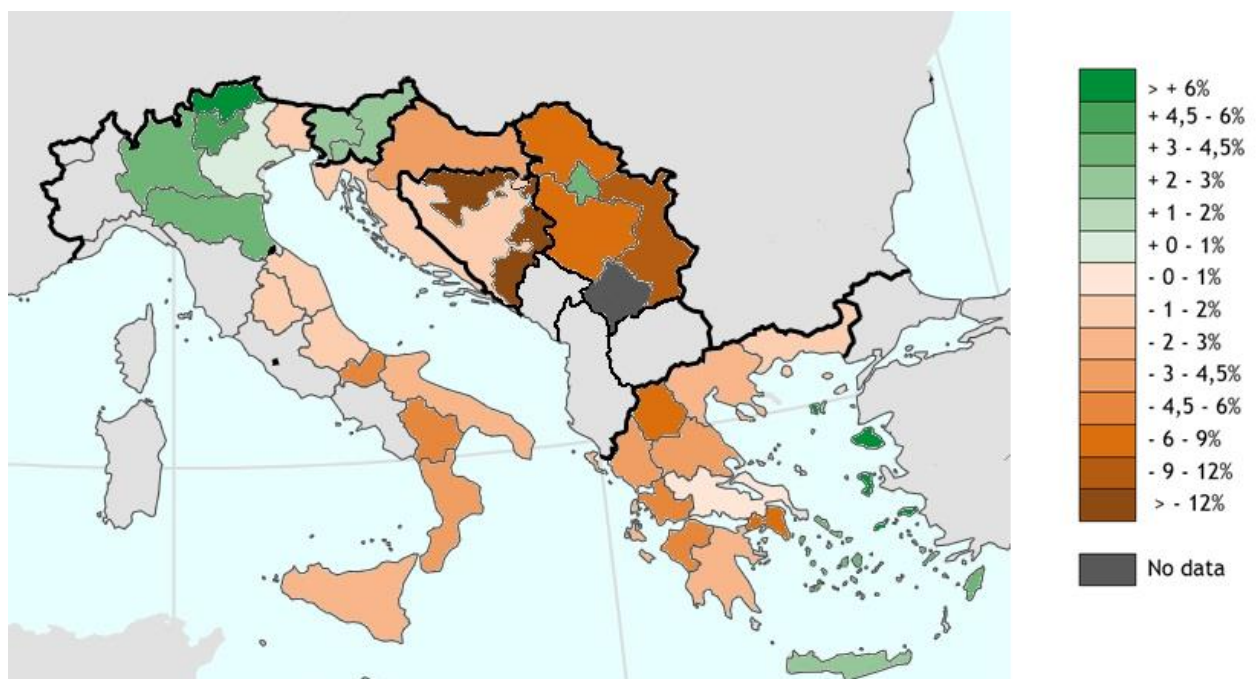 > + 6%
+ 4,5 - 6%
+ 3 - 4,5%
+ 2 - 3%
+ 1 - 2%
+ 0 - 1%
- 0 - 1%
- 1 - 2%
- 2 - 3%
- 3 - 4,5%
- 4,5 - 6%
- 6 - 9%
- 9 - 12%
> - 12%
No data